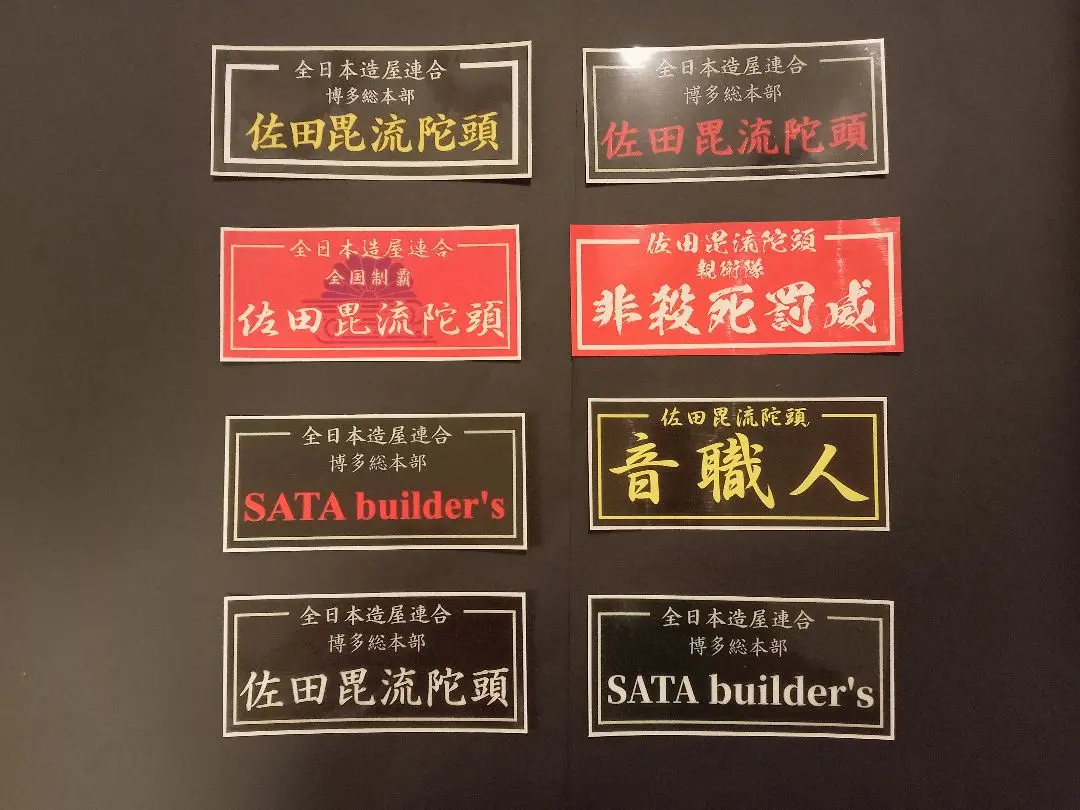 全日本造屋連合
博多総本部
佐田毘流陀頭
全日本造屋連合
博多総本部
佐田毘流陀頭
全日本造屋連合
全国制覇
佐田毘流陀頭
佐田毘流陀頭
親衛隊
非殺死罰威
全日本造屋連合
博多総本部
SATA builder's
佐田毘流陀頭
音職人
全日本造屋連合
博多総本部
佐田毘流陀頭
全日本造屋連合
博多総本部
SATA builder's